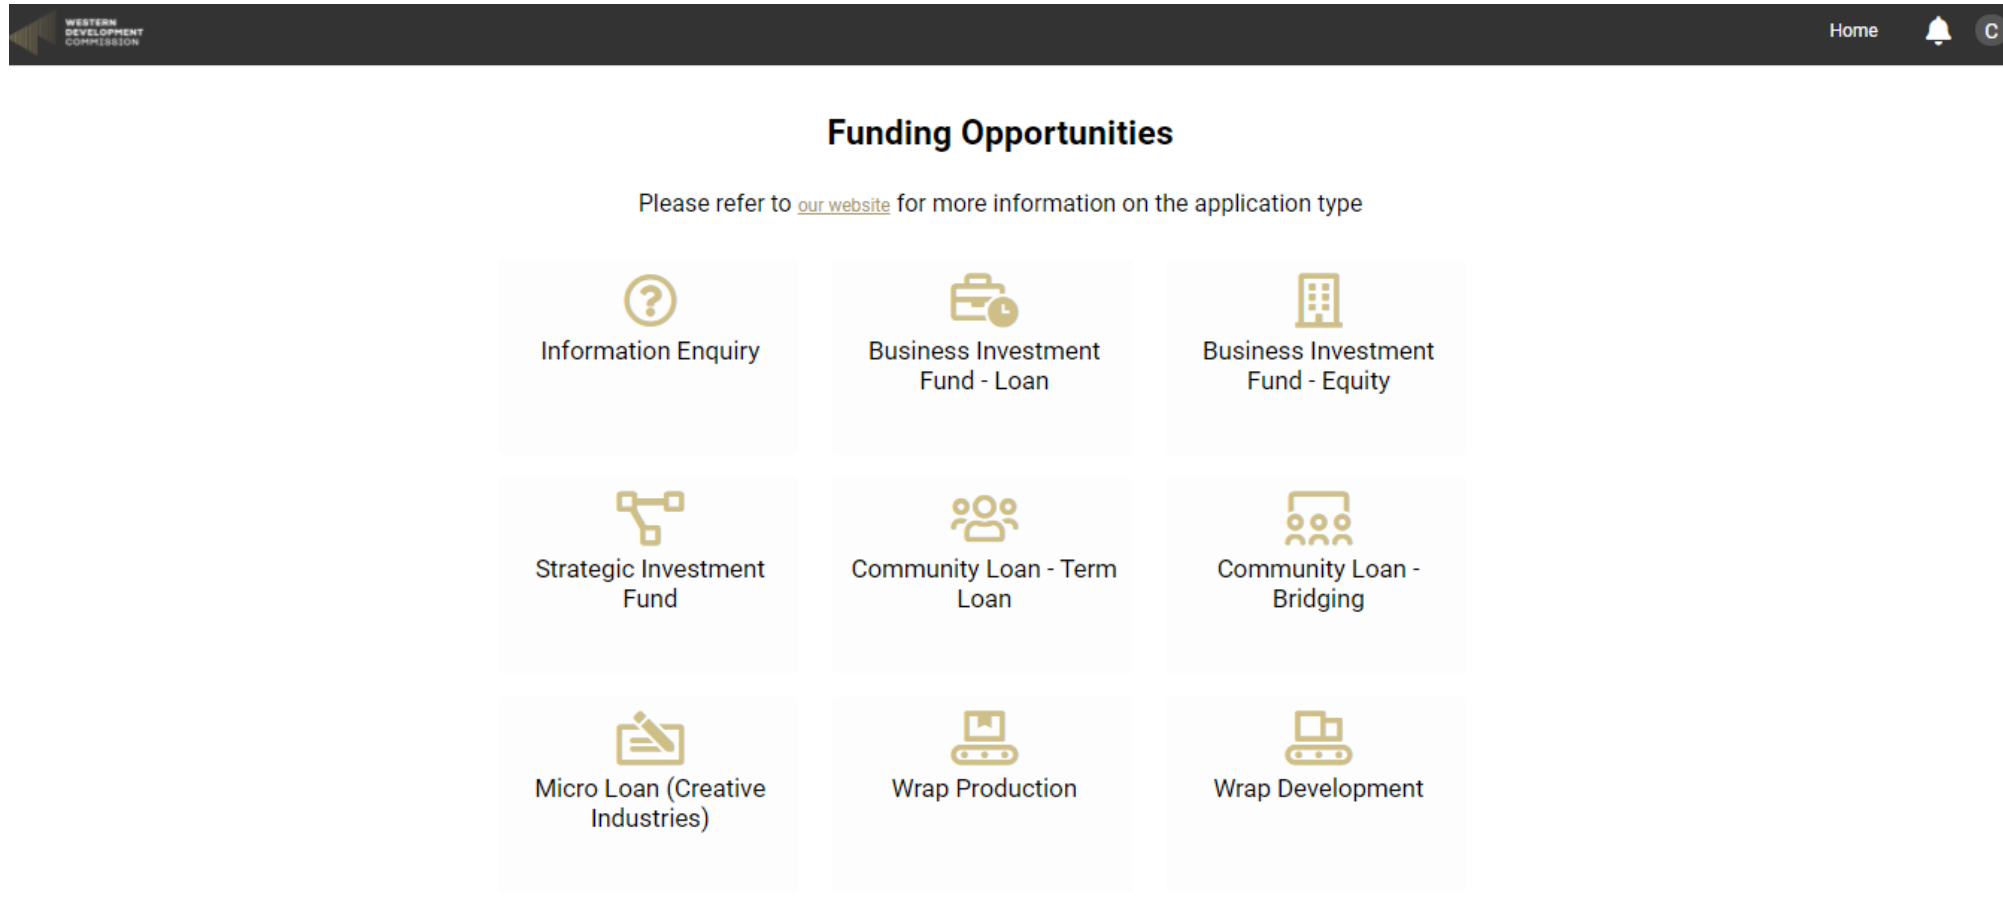 WESTERN
DEVELOPMENT
COMMISSION
Home
C
Funding Opportunities
Please refer to our website for more information on the application type
Information Enquiry
Business Investment
Fund - Loan
Business Investment
Fund - Equity
Strategic Investment
Fund
Community Loan - Term
Loan
Community Loan -
Bridging
Micro Loan (Creative
Industries)
Wrap Production
Wrap Development